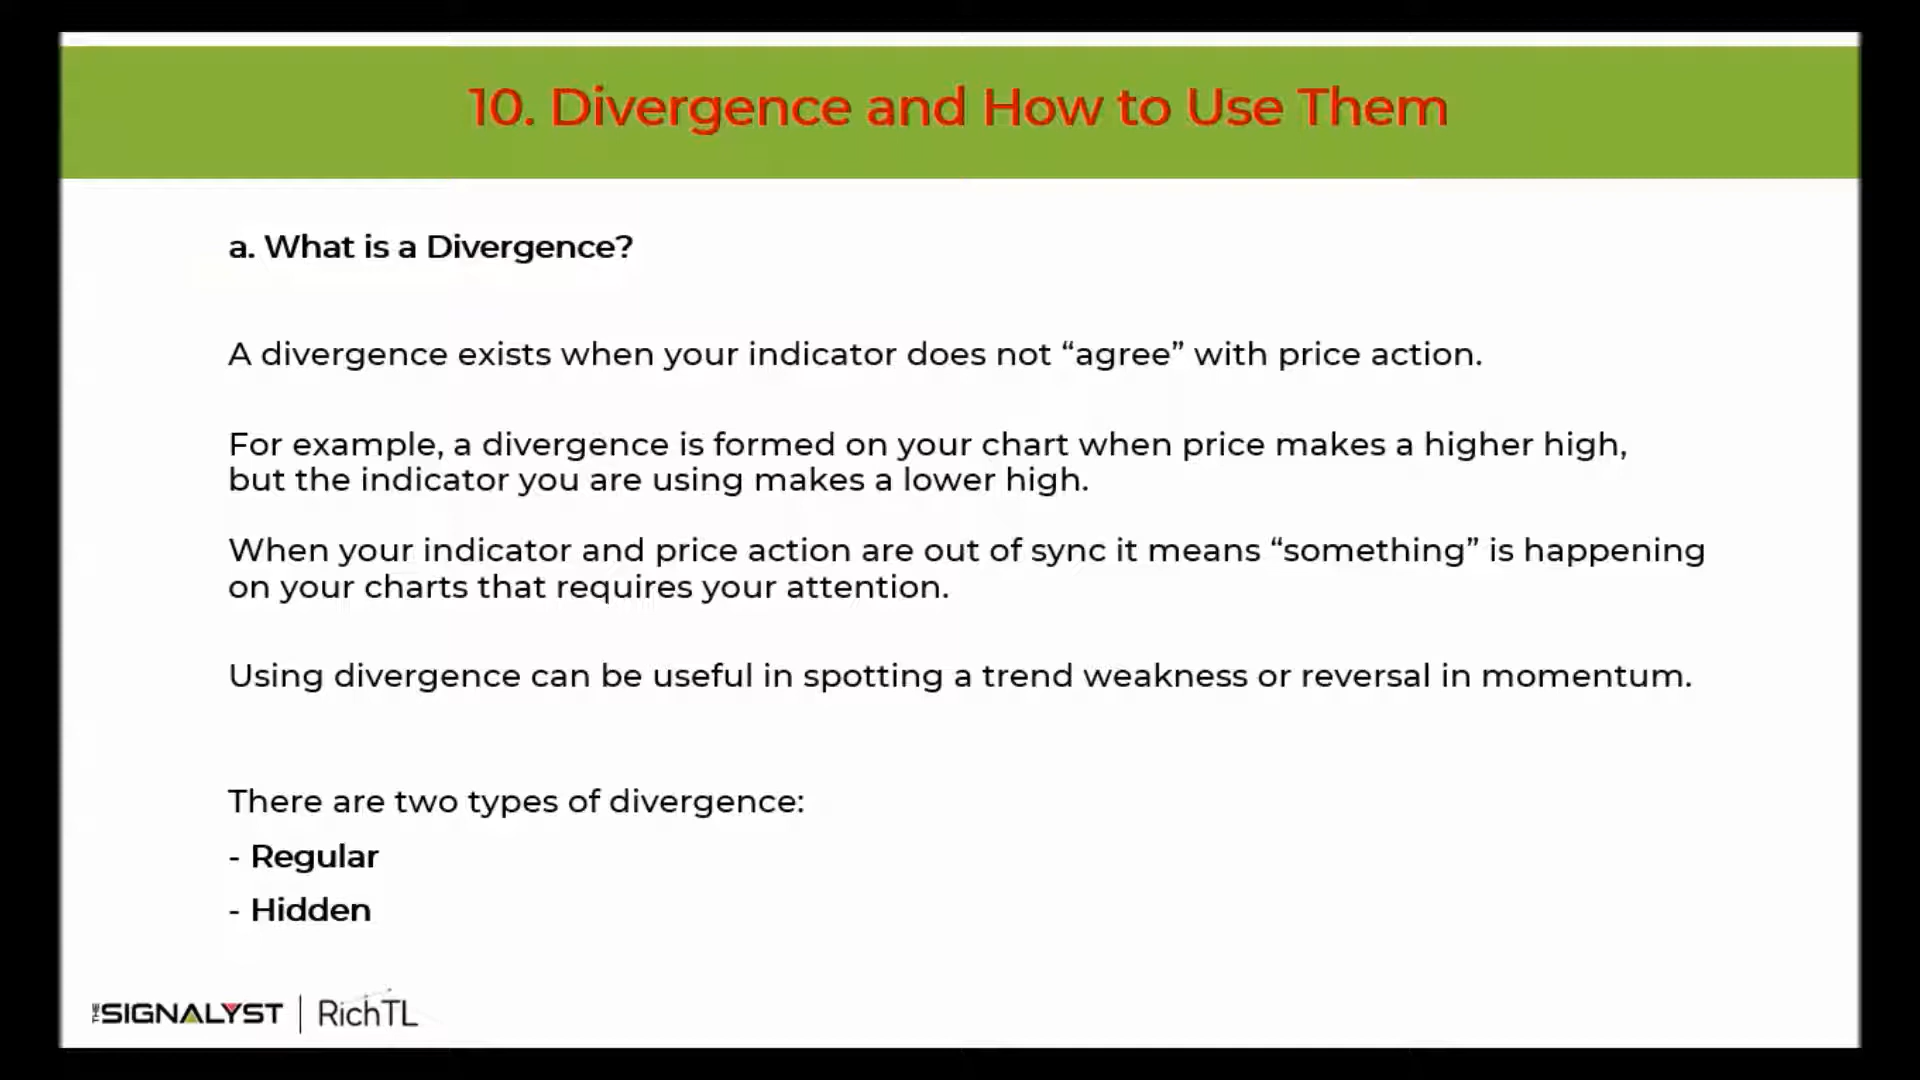 10. Divergence and How to Use Them
a. What is a Divergence?
A divergence exists when your indicator does not “agree” with price action.
For example, a divergence is formed on your chart when price makes a higher high,
but the indicator you are using makes a lower high.
When your indicator and price action are out of sync it means “something” is happening
on your charts that requires your attention.
Using divergence can be useful in spotting a trend weakness or reversal in momentum.
There are two types of divergence:
- Regular
- Hidden
THE SIGNALYST | RichTL